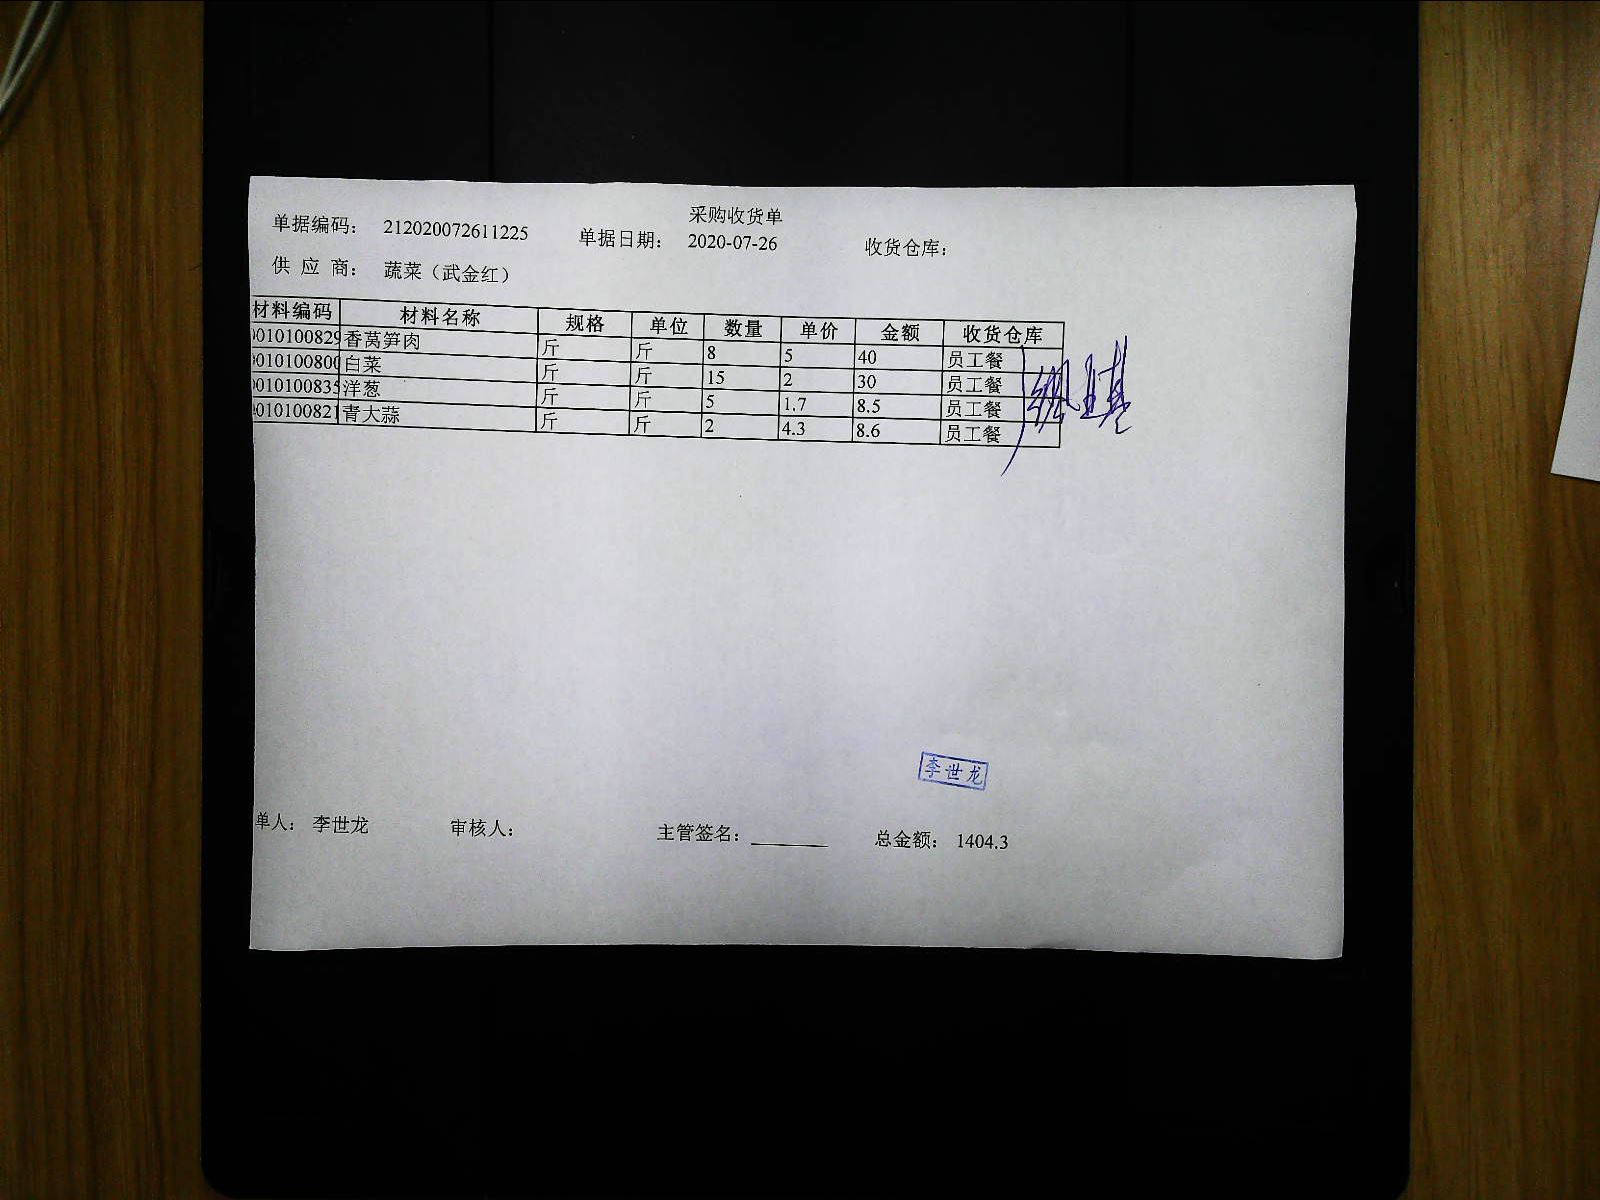 采购收货单
单据编码： 212020072611225 单据日期： 2020-07-26 收货仓库：
供 应 商： 蔬菜（武金红）
材料编码 材料名称 规格 单位 数量 单价 金额 收货仓库
010100829 香莴笋肉 斤 斤 8 5 40 员工餐
010100800 白菜 斤 斤 15 2 30 员工餐
010100835 洋葱 斤 斤 5 1.7 8.5 员工餐
010100821 青大蒜 斤 斤 2 4.3 8.6 员工餐
李世龙
单人： 李世龙 审核人： 主管签名： 总金额： 1404.3